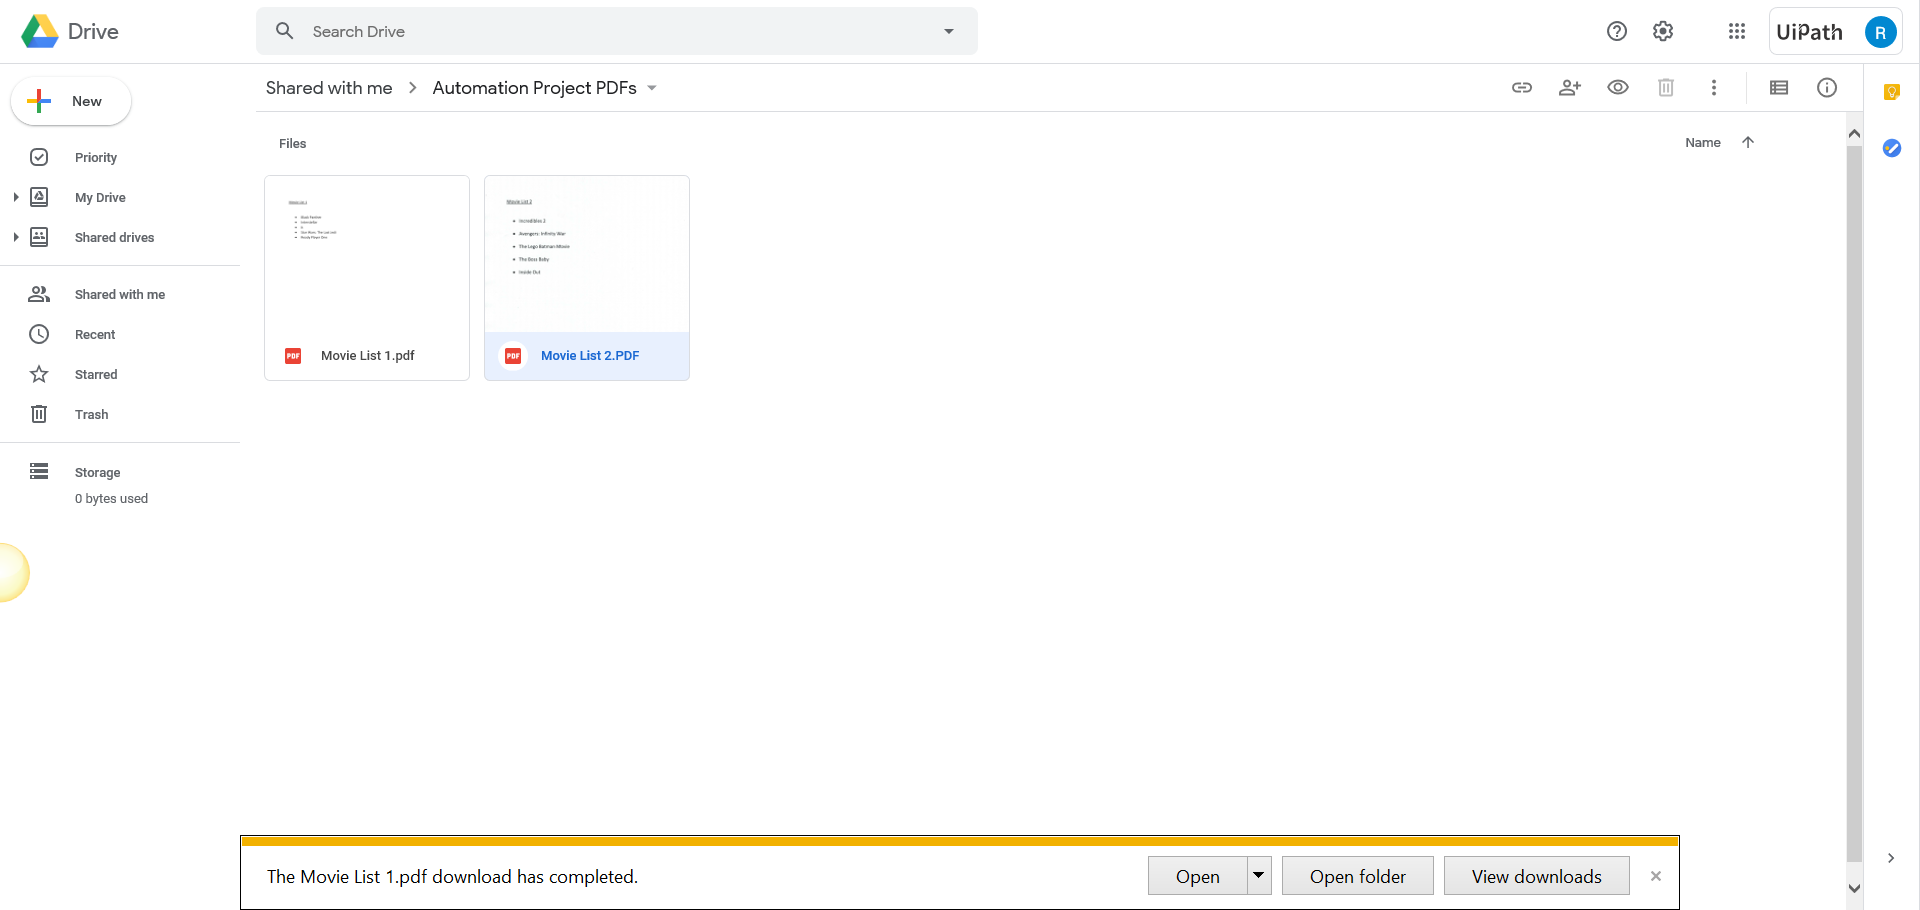 Drive
Search Drive
UiPath
R
New
Shared with me
Automation Project PDFs
Priority
My Drive
Shared drives
Shared with me
Recent
Starred
Trash
Storage
0 bytes used
Files
Name
Movie List 2
Incredibles 2
Avengers: Infinity War
The Lego Batman Movie
The Boss Baby
Inside Out
PDF
Movie List 1.pdf
PDF
Movie List 2.PDF
The Movie List 1.pdf download has completed.
Open
Open folder
View downloads